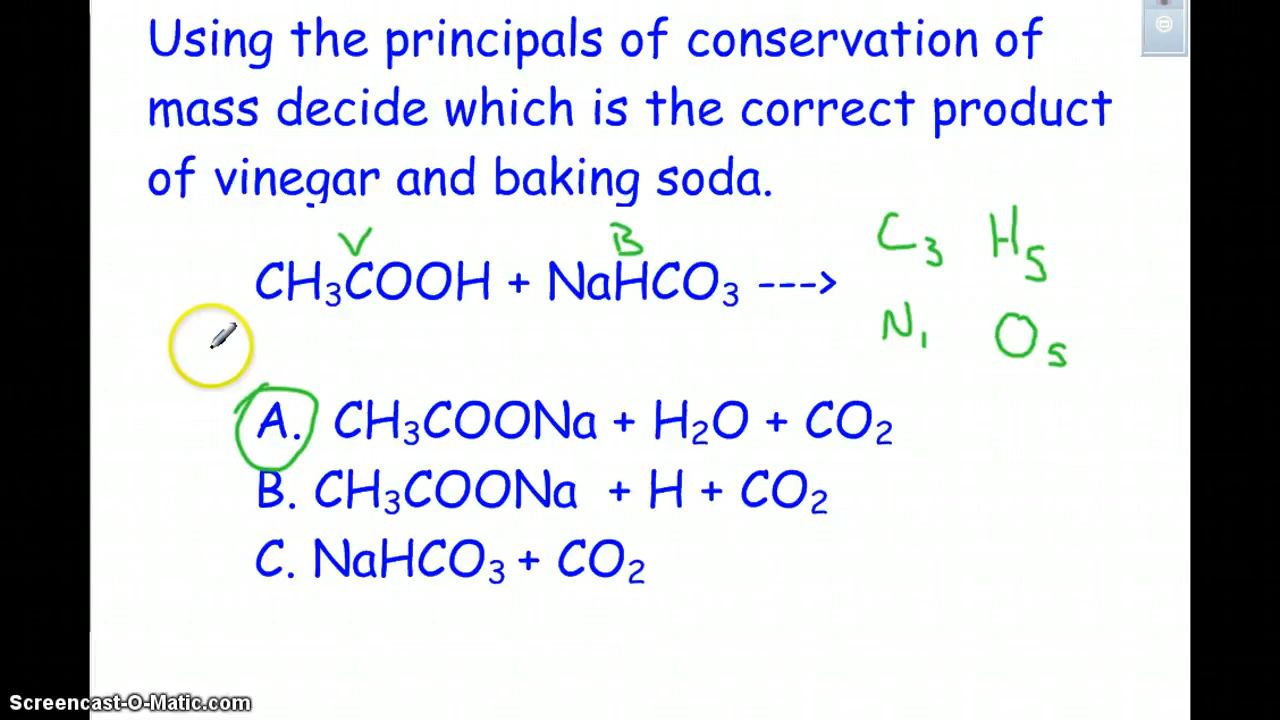 Using the principals of conservation of
mass decide which is the correct product
of vinegar and baking soda.
V B
C₃ H₅
CH₃COOH + NaHCO₃ --->
N₁ O₅
A. CH₃COONa + H₂O + CO₂
B. CH₃COONa + H + CO₂
C. NaHCO₃ + CO₂
Screencast-O-Matic.com